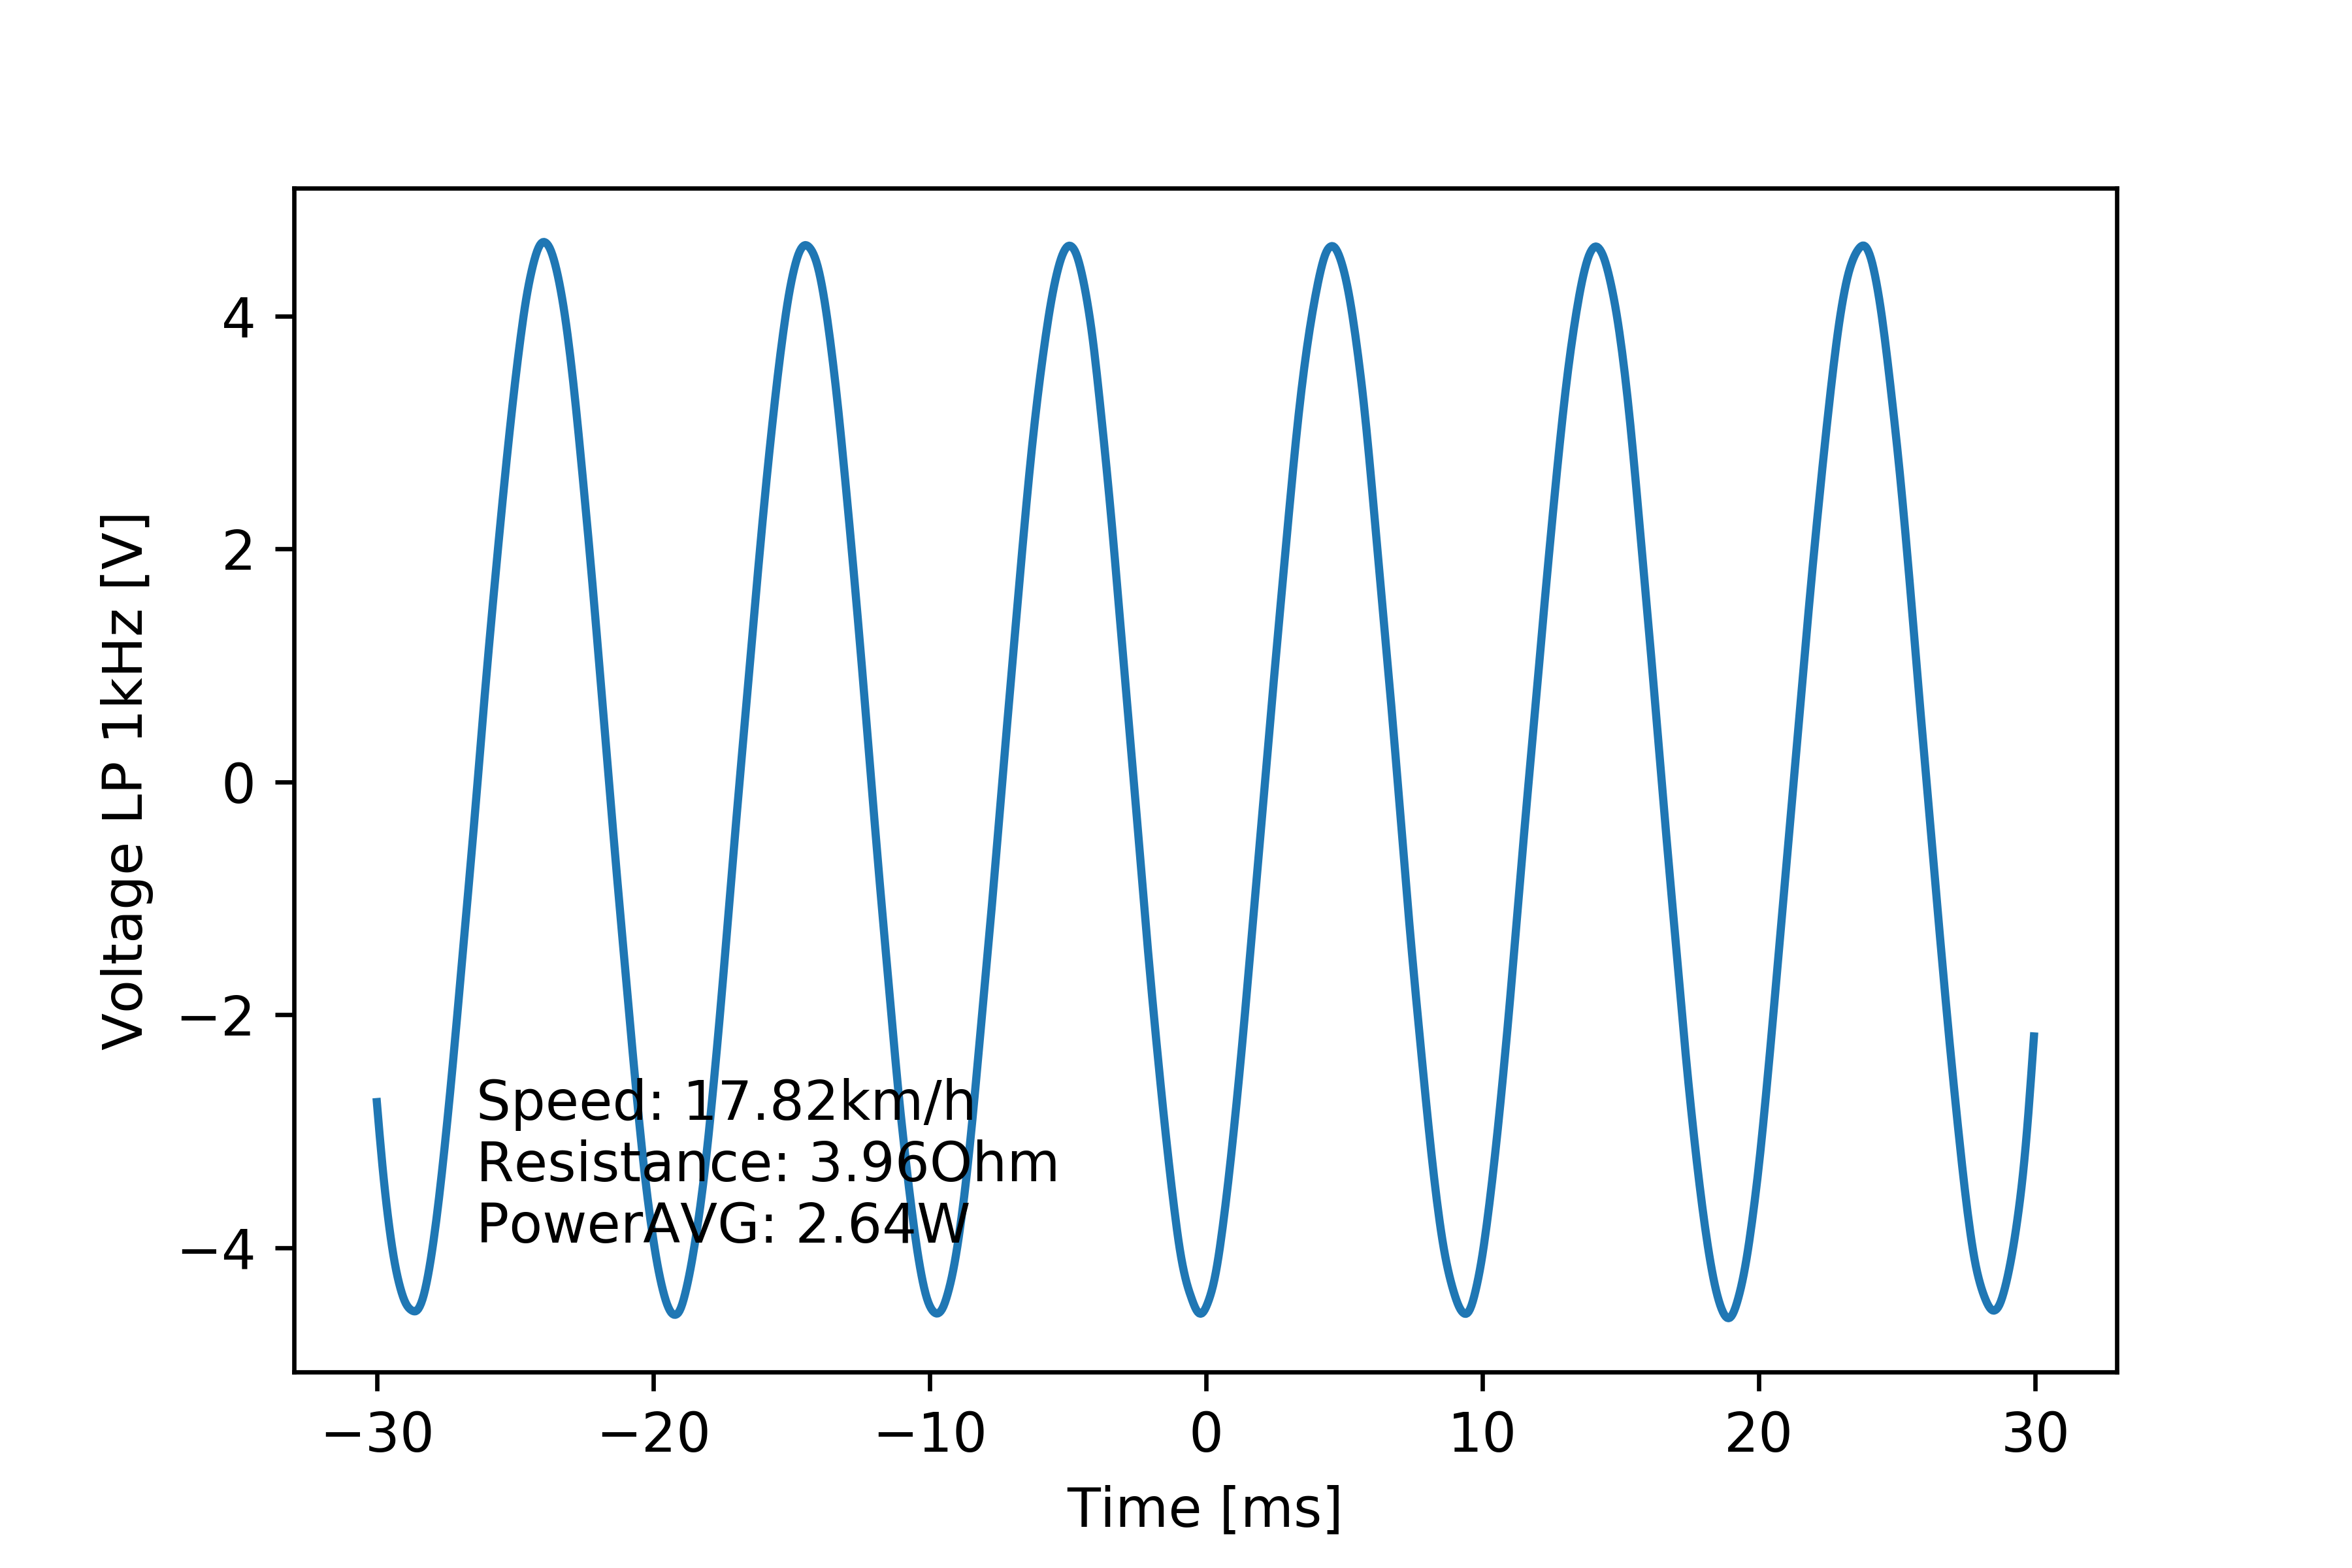 Voltage LP 1kHz [V]
4
2
0
−2
−4
Speed: 17.82km/h
Resistance: 3.96Ohm
PowerAVG: 2.64W
−30 −20 −10 0 10 20 30
Time [ms]